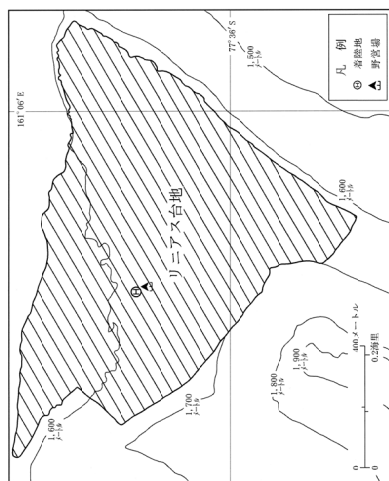 161°06′E
77°36′S
1,500
メートル
凡 例
Ⓗ 着陸地
野営場
リニアス台地
Ⓗ
1,600
メートル
1,600
メートル
1,700
メートル
1,800
メートル
1,900
メートル
0 400 メートル
0 0.2海里